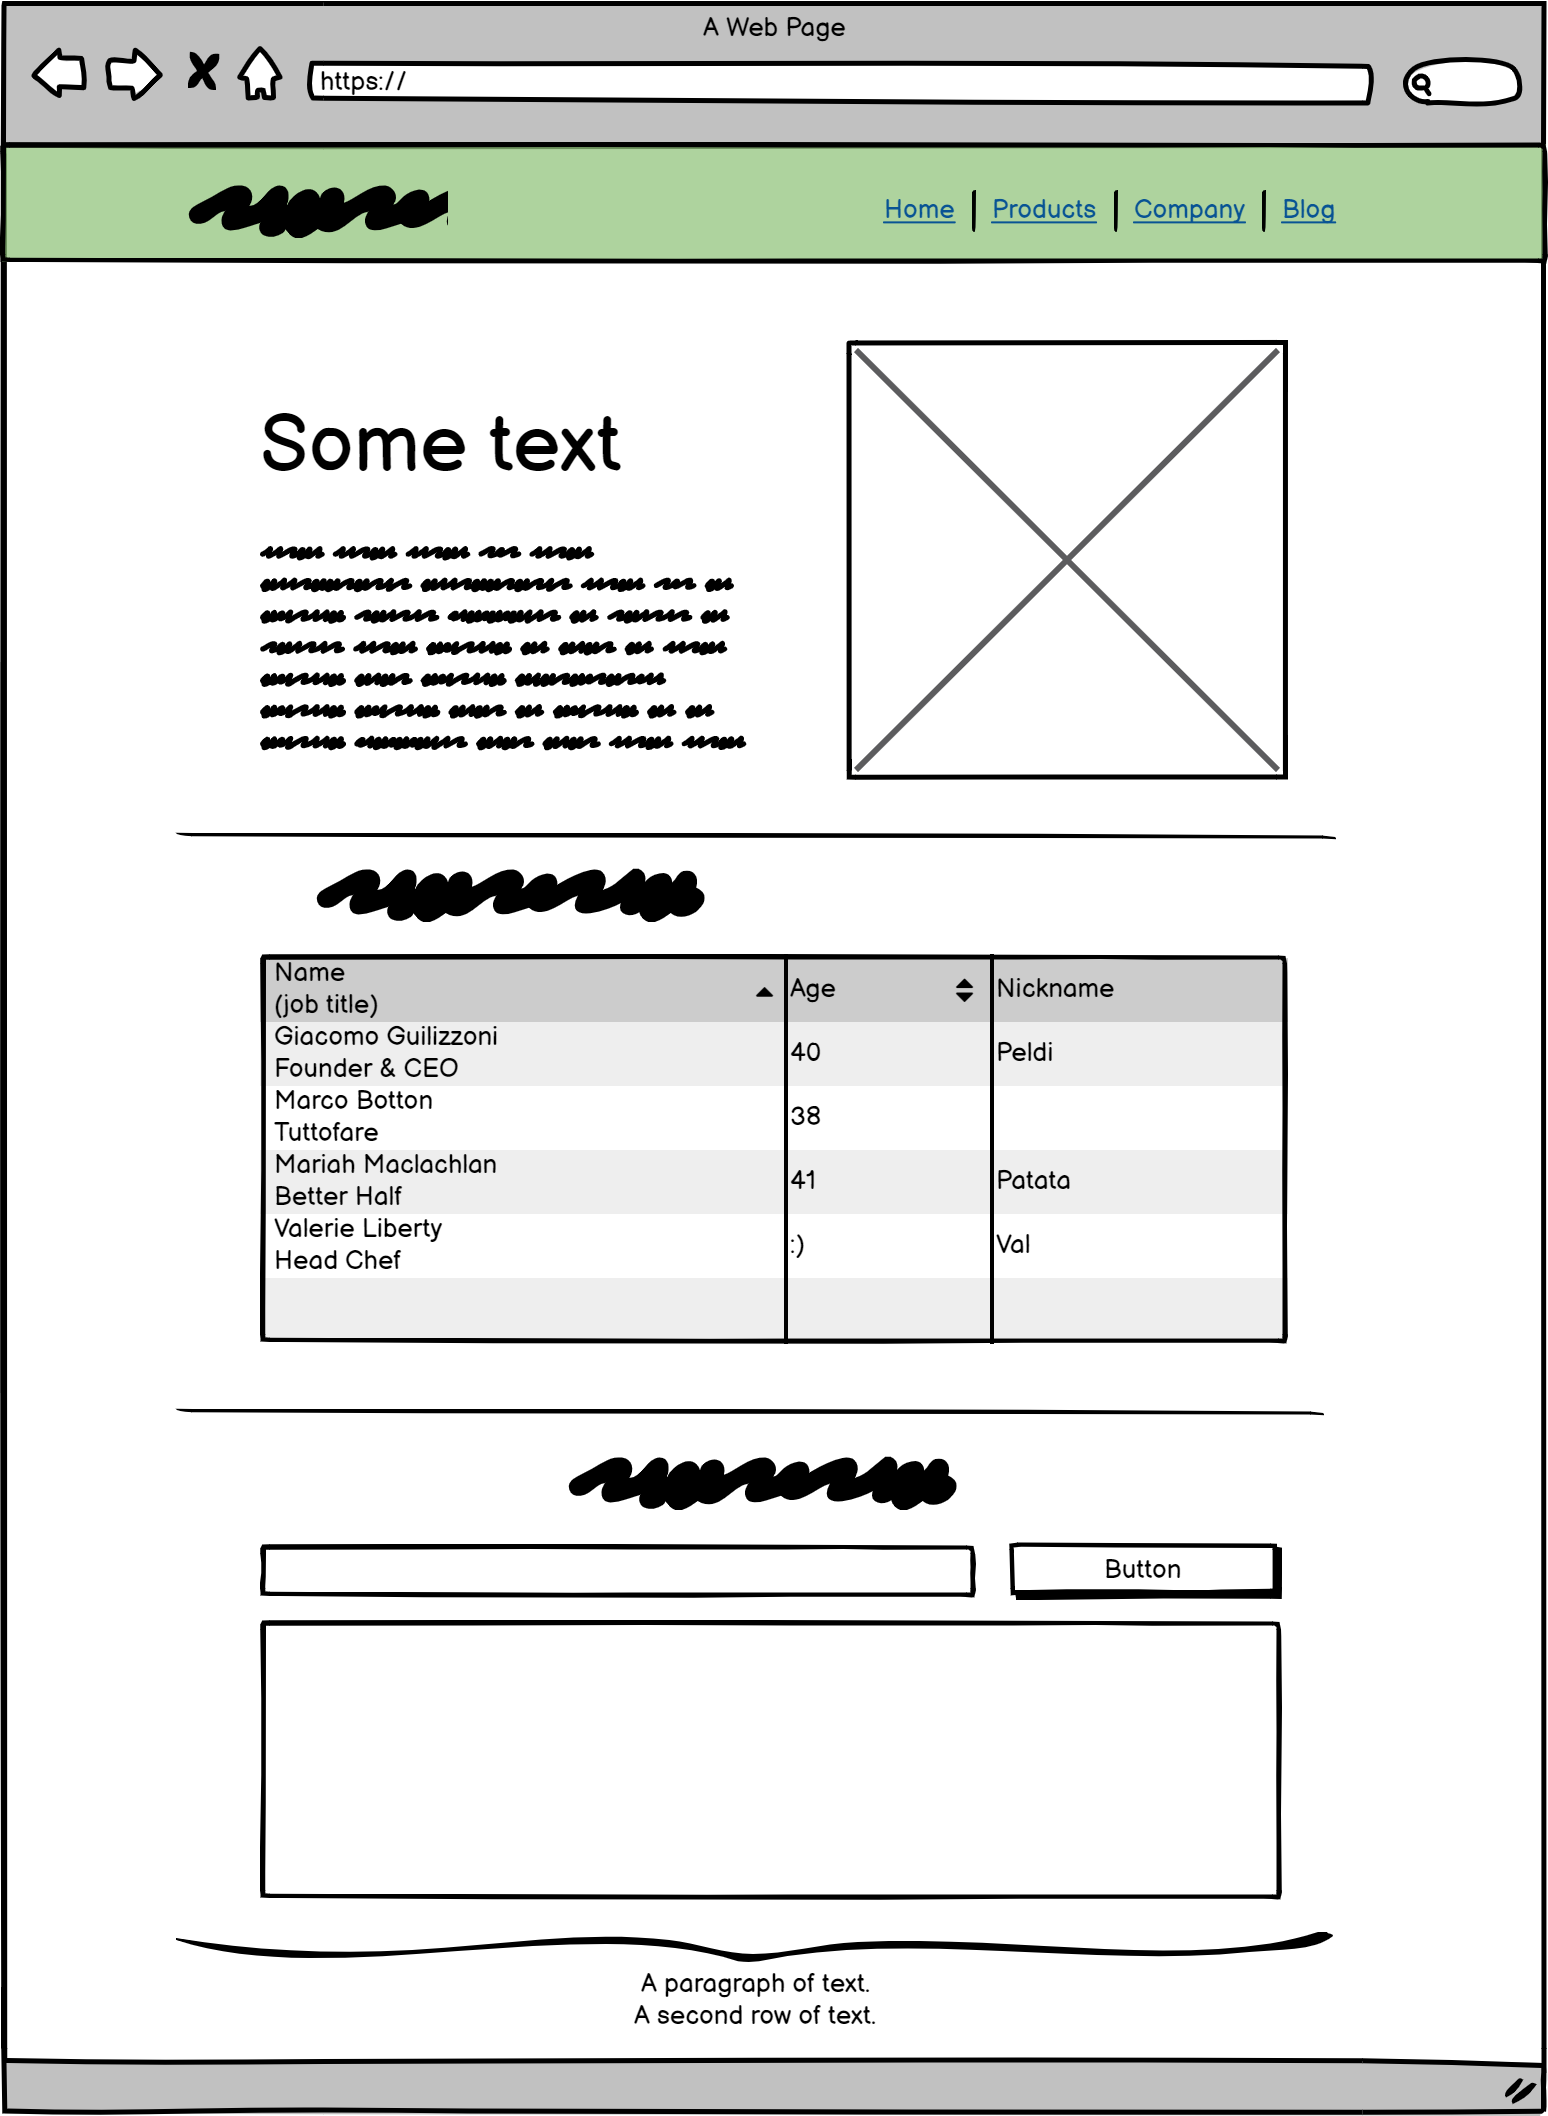 A Web Page
https://
Home Products Company Blog
Some text
Name
(job title)
Age
Nickname
Giacomo Guilizzoni
Founder & CEO
40
Peldi
Marco Botton
Tuttofare
38
Mariah Maclachlan
Better Half
41
Patata
Valerie Liberty
Head Chef
:)
Val
Button
A paragraph of text.
A second row of text.